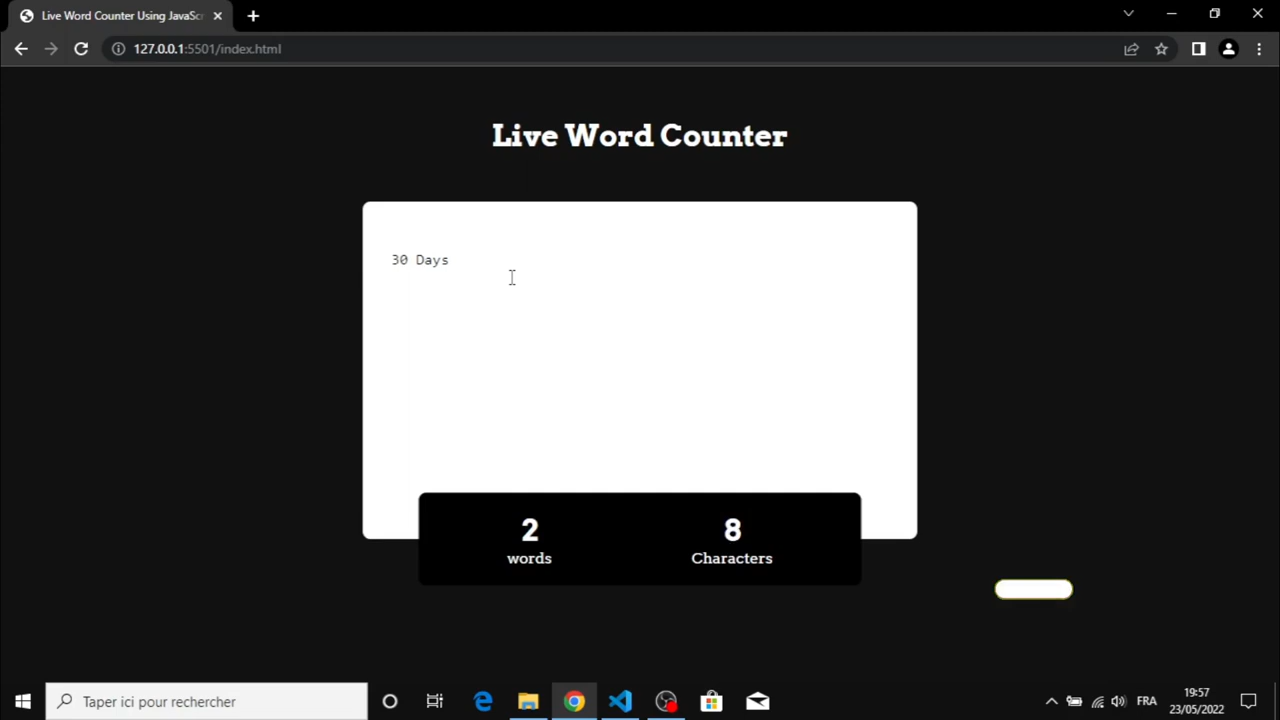 Live Word Counter Using JavaSc
127.0.0.1:5501/index.html
Live Word Counter
30 Days
2
words
8
Characters
Taper ici pour rechercher
FRA
19:57
23/05/2022